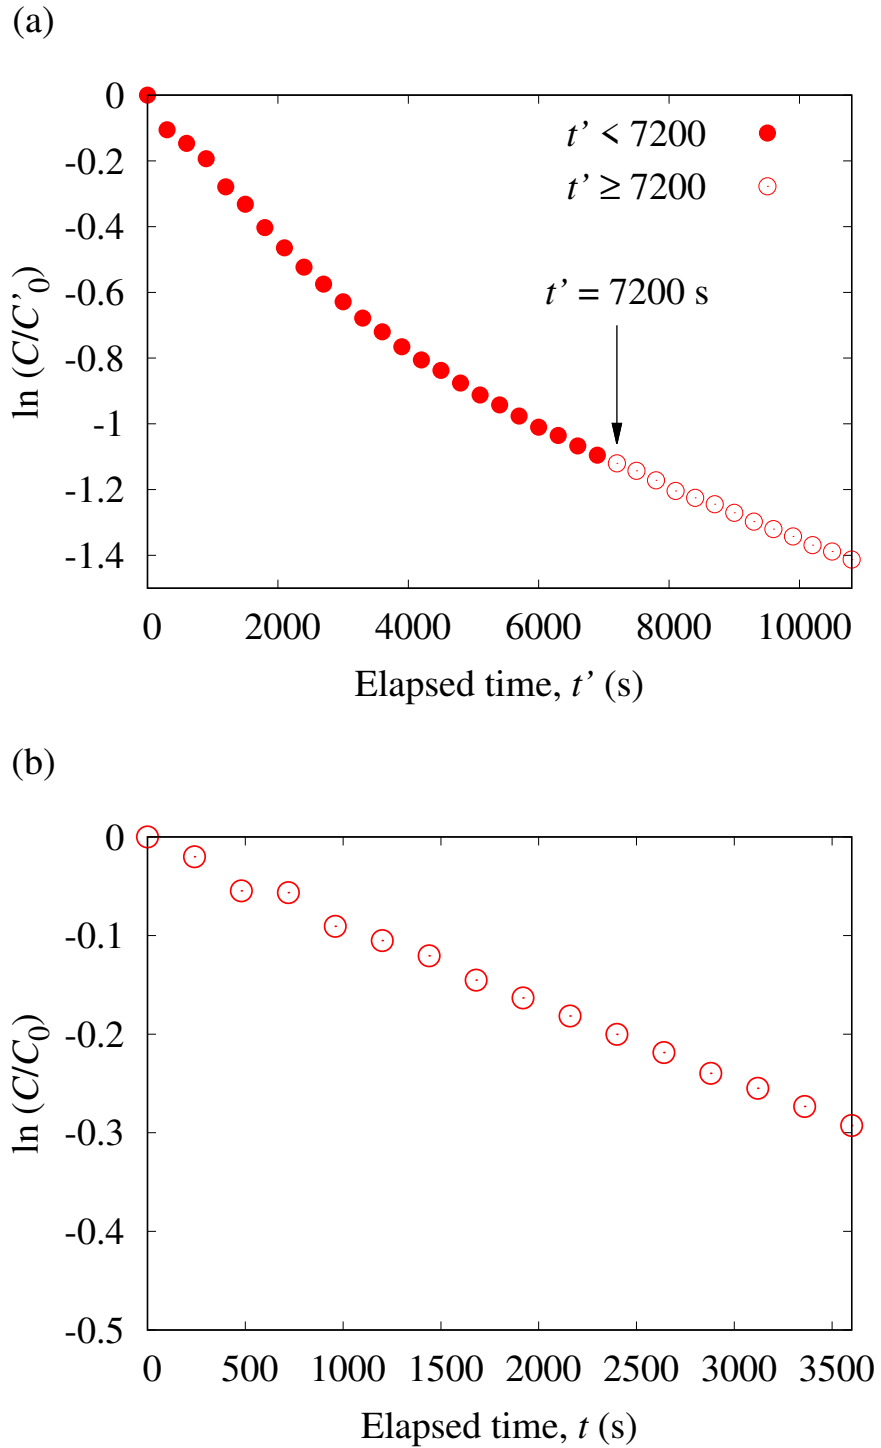 (a)
0
-0.2
-0.4
-0.6
-0.8
-1
-1.2
-1.4
ln (C/C’0)
t’ < 7200
t’ ≥ 7200
t’ = 7200 s
0 2000 4000 6000 8000 10000
Elapsed time, t’ (s)
(b)
0
-0.1
-0.2
-0.3
-0.4
-0.5
ln (C/C0)
0 500 1000 1500 2000 2500 3000 3500
Elapsed time, t (s)